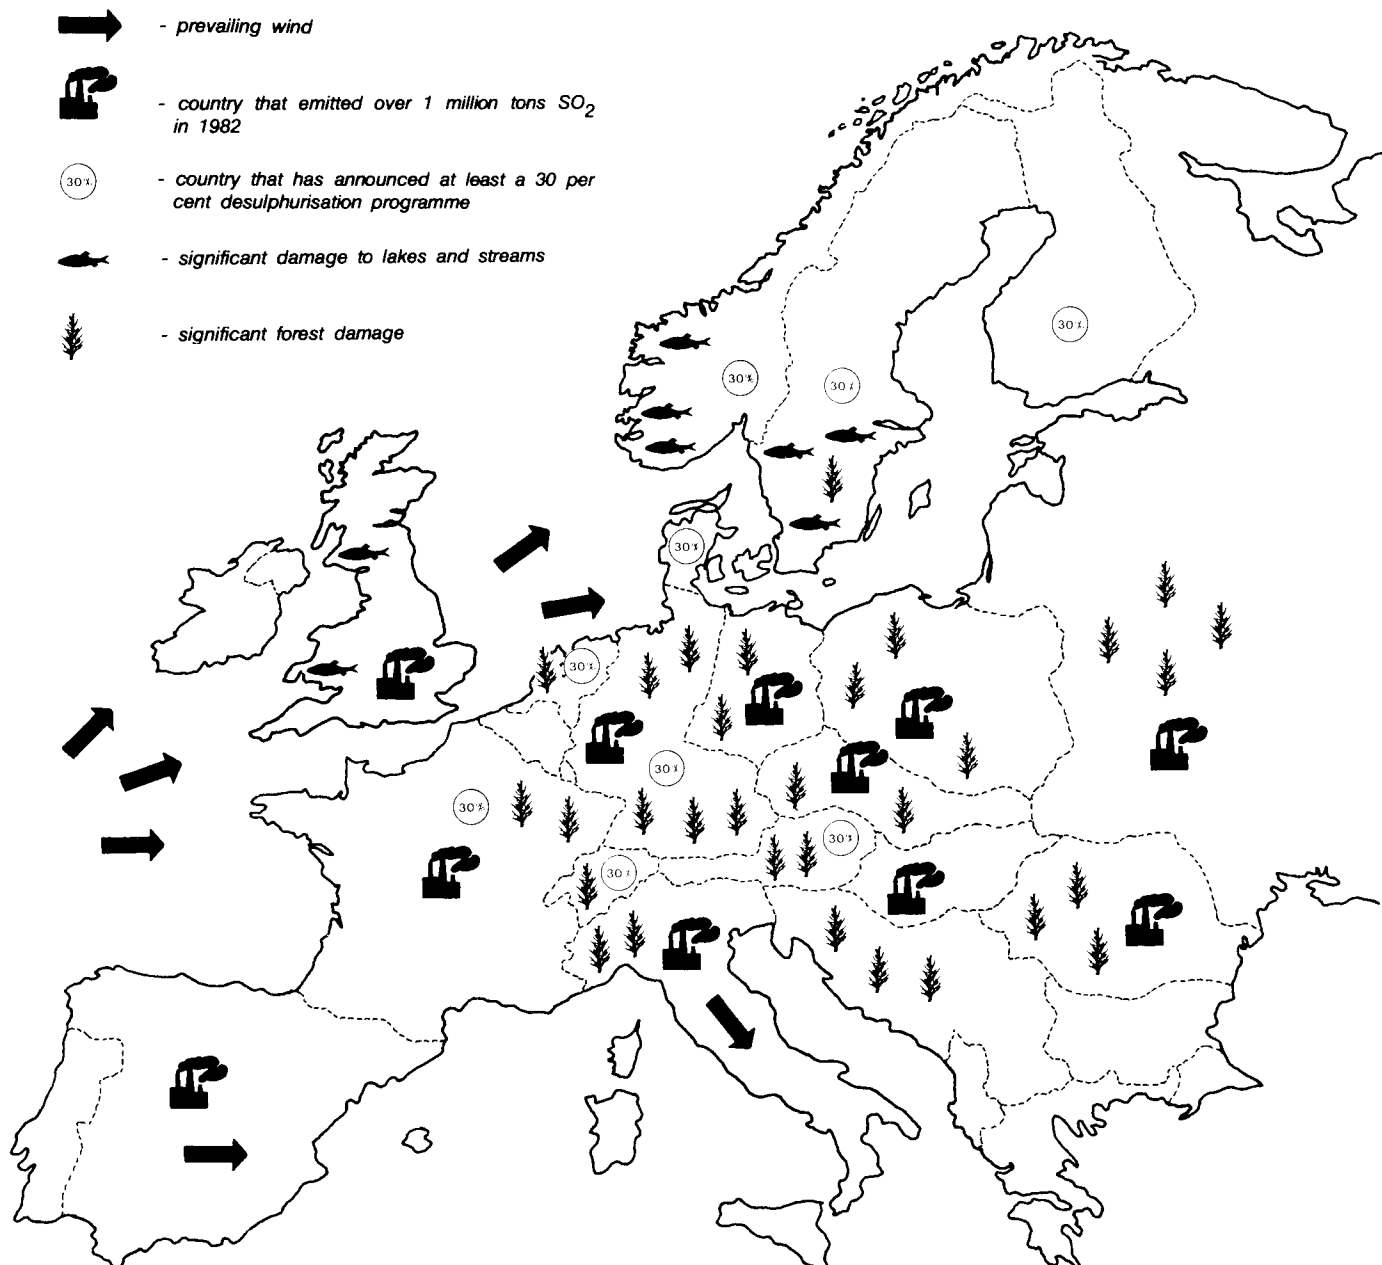 - prevailing wind
- country that emitted over 1 million tons SO2
in 1982
30%
- country that has announced at least a 30 per
cent desulphurisation programme
- significant damage to lakes and streams
- significant forest damage
30%
30%
30%
30%
30%
30%
30%
30%
30%